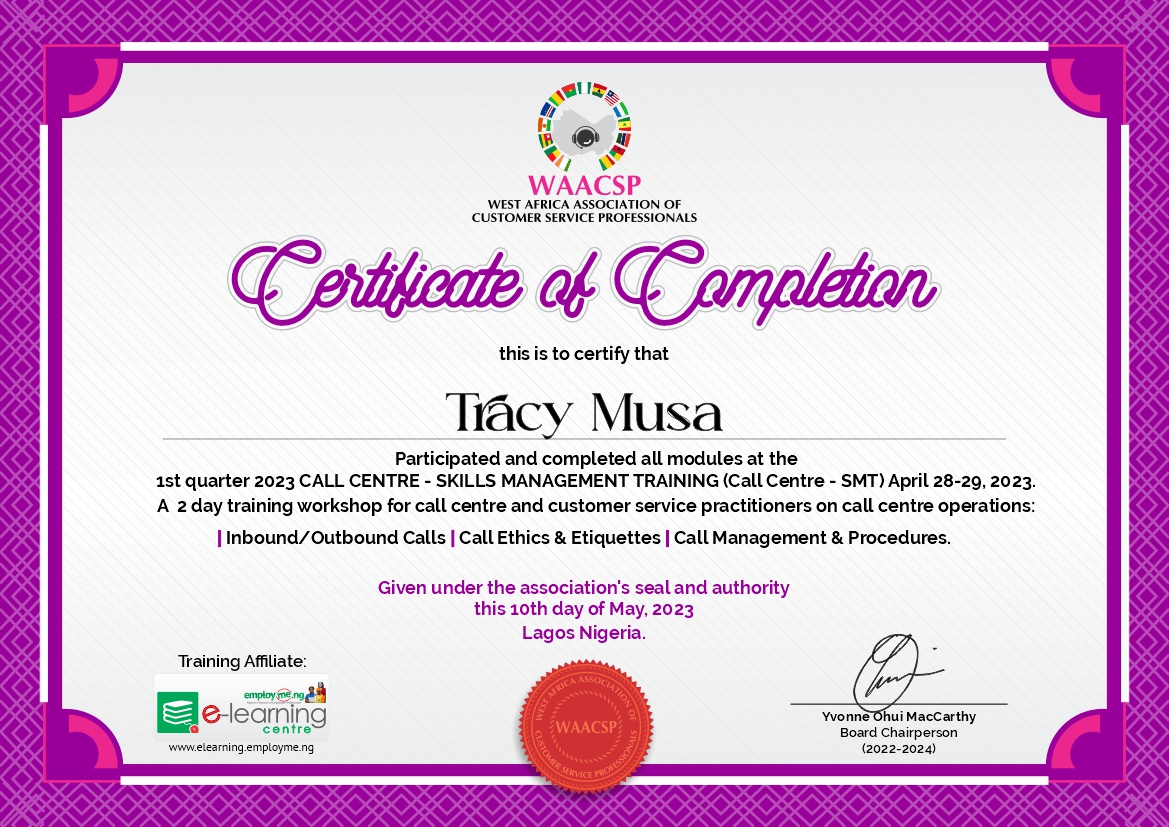 WAACSP
WEST AFRICA ASSOCIATION OF
CUSTOMER SERVICE PROFESSIONALS
Certificate of Completion
this is to certify that
Tracy Musa
Participated and completed all modules at the
1st quarter 2023 CALL CENTRE - SKILLS MANAGEMENT TRAINING (Call Centre - SMT) April 28-29, 2023.
A 2 day training workshop for call centre and customer service practitioners on call centre operations:
| Inbound/Outbound Calls | Call Ethics & Etiquettes | Call Management & Procedures.
Given under the association's seal and authority
this 10th day of May, 2023
Lagos Nigeria.
Training Affiliate:
employ me.ng
e-learning
centre
www.elearning.employme.ng
WEST AFRICA ASSOCIATION OF
WAACSP
CUSTOMER SERVICE PROFESSIONALS
Yvonne Ohui MacCarthy
Board Chairperson
(2022-2024)